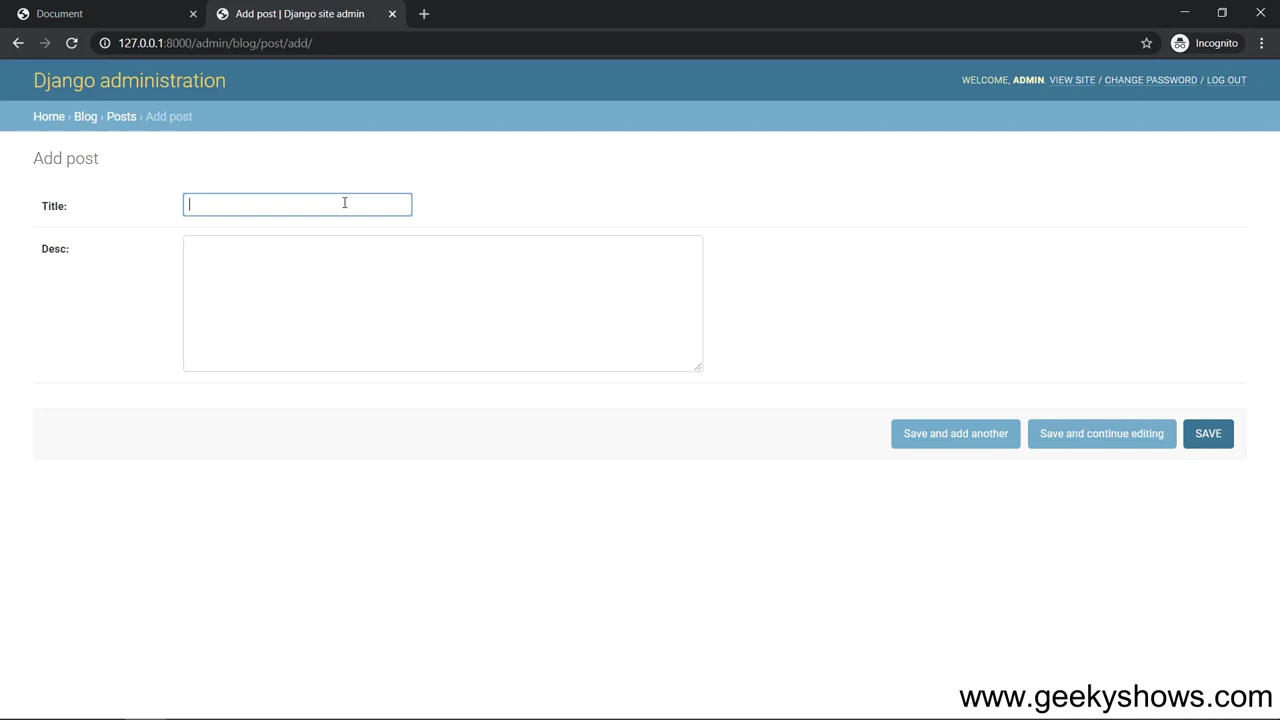 Document
Add post | Django site admin
127.0.0.1:8000/admin/blog/post/add/
Incognito
Django administration
WELCOME, ADMIN. VIEW SITE / CHANGE PASSWORD / LOG OUT
Home › Blog › Posts › Add post
Add post
Title:
Desc:
Save and add another
Save and continue editing
SAVE
www.geekyshows.com